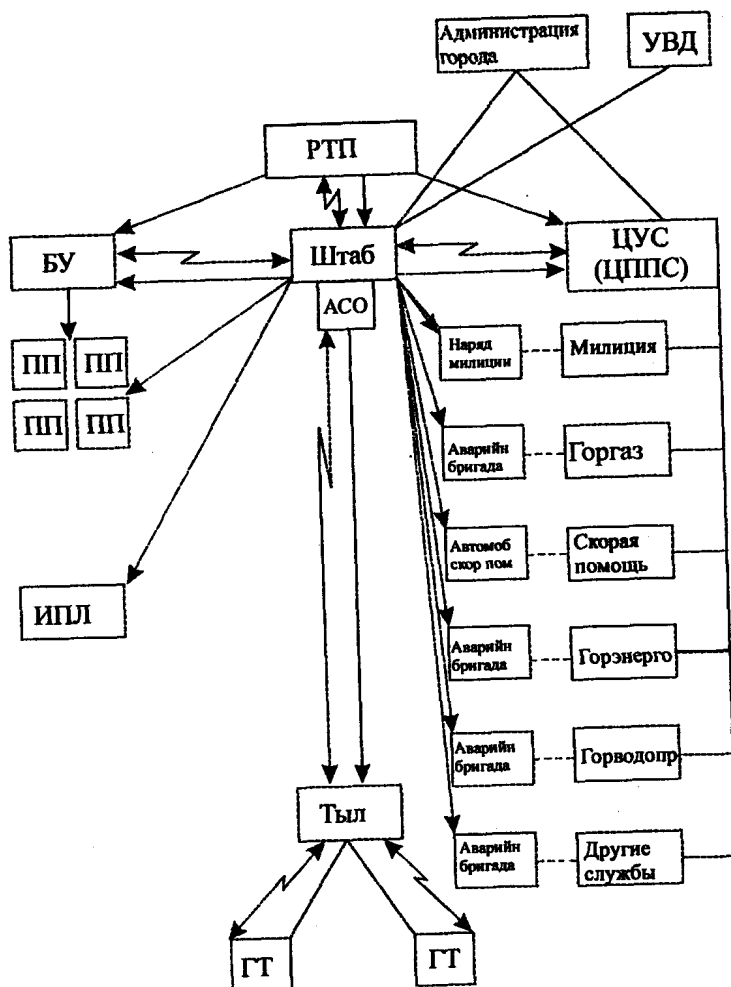 Администрация
города
УВД
РТП
БУ
Штаб
ЦУС
(ЦППС)
АСО
ПП
ПП
ПП
ПП
Наряд
милиции
Милиция
Аварийн
бригада
Горгаз
Автомоб
скор пом
Скорая
помощь
ИПЛ
Аварийн
бригада
Горэнерго
Аварийн
бригада
Горводопр
Тыл
Аварийн
бригада
Другие
службы
ГТ
ГТ